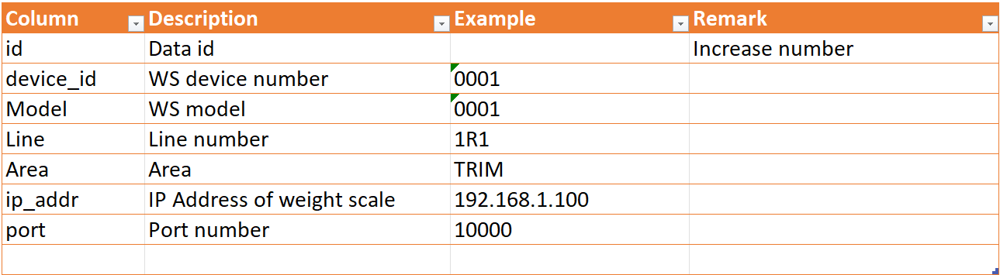 Column Description Example Remark
id Data id Increase number
device_id WS device number 0001
Model WS model 0001
Line Line number 1R1
Area Area TRIM
ip_addr IP Address of weight scale 192.168.1.100
port Port number 10000